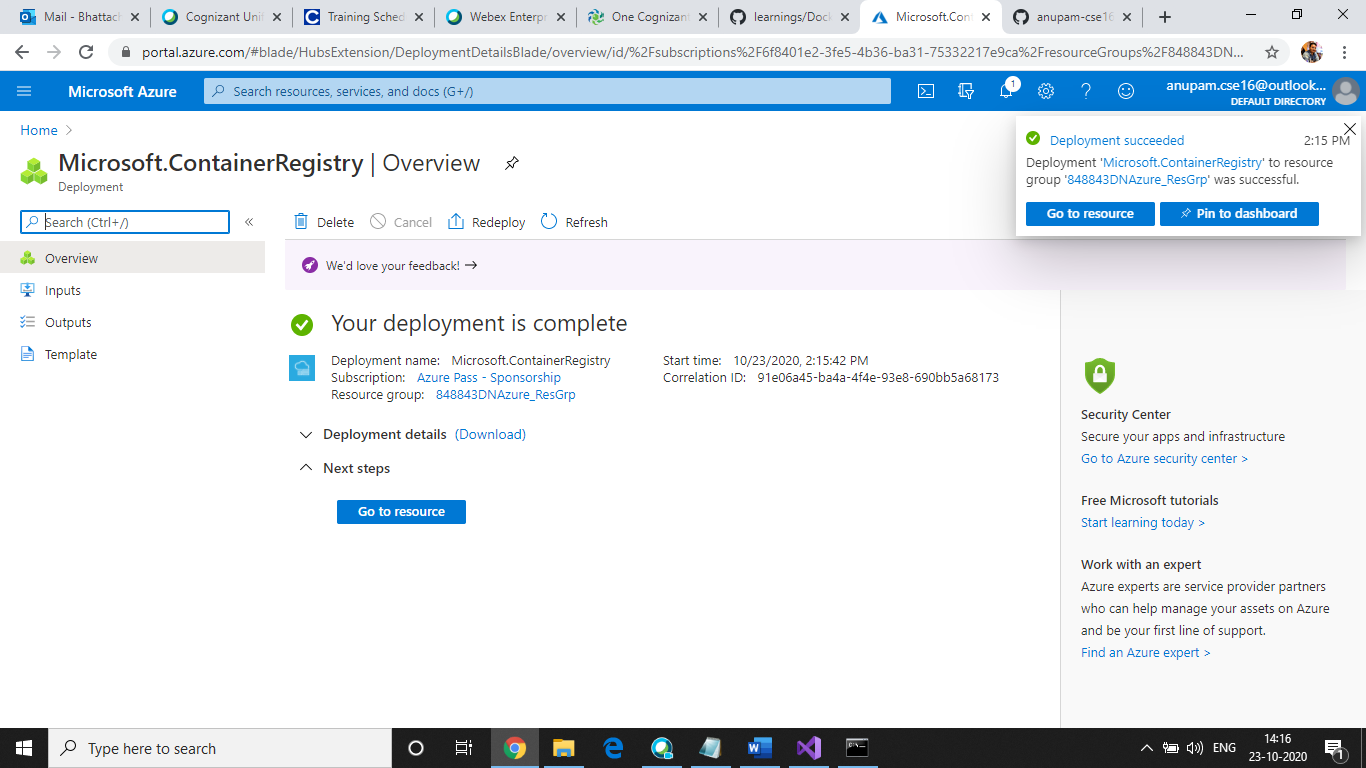 Mail - Bhattach
Cognizant Unif
Training Sched
Webex Enterpr
One Cognizant
learnings/Dock
Microsoft.Cont
anupam-cse16
portal.azure.com/#blade/HubsExtension/DeploymentDetailsBlade/overview/id/%2Fsubscriptions%2F6f8401e2-3fe5-4b36-ba31-75332217e9ca%2FresourceGroups%2F848843DN...
Microsoft Azure
Search resources, services, and docs (G+/)
1
anupam.cse16@outlook...
DEFAULT DIRECTORY
Home
Microsoft.ContainerRegistry | Overview
Deployment
Deployment succeeded
2:15 PM
Deployment 'Microsoft.ContainerRegistry' to resource
group '848843DNAzure_ResGrp' was successful.
Go to resource
Pin to dashboard
Search (Ctrl+/)
Delete
Cancel
Redeploy
Refresh
Overview
Inputs
Outputs
Template
We'd love your feedback!
Your deployment is complete
Deployment name: Microsoft.ContainerRegistry
Subscription: Azure Pass - Sponsorship
Resource group: 848843DNAzure_ResGrp
Start time: 10/23/2020, 2:15:42 PM
Correlation ID: 91e06a45-ba4a-4f4e-93e8-690bb5a68173
Deployment details (Download)
Next steps
Go to resource
Security Center
Secure your apps and infrastructure
Go to Azure security center >
Free Microsoft tutorials
Start learning today >
Work with an expert
Azure experts are service provider partners
who can help manage your assets on Azure
and be your first line of support.
Find an Azure expert >
Type here to search
ENG
14:16
23-10-2020
1